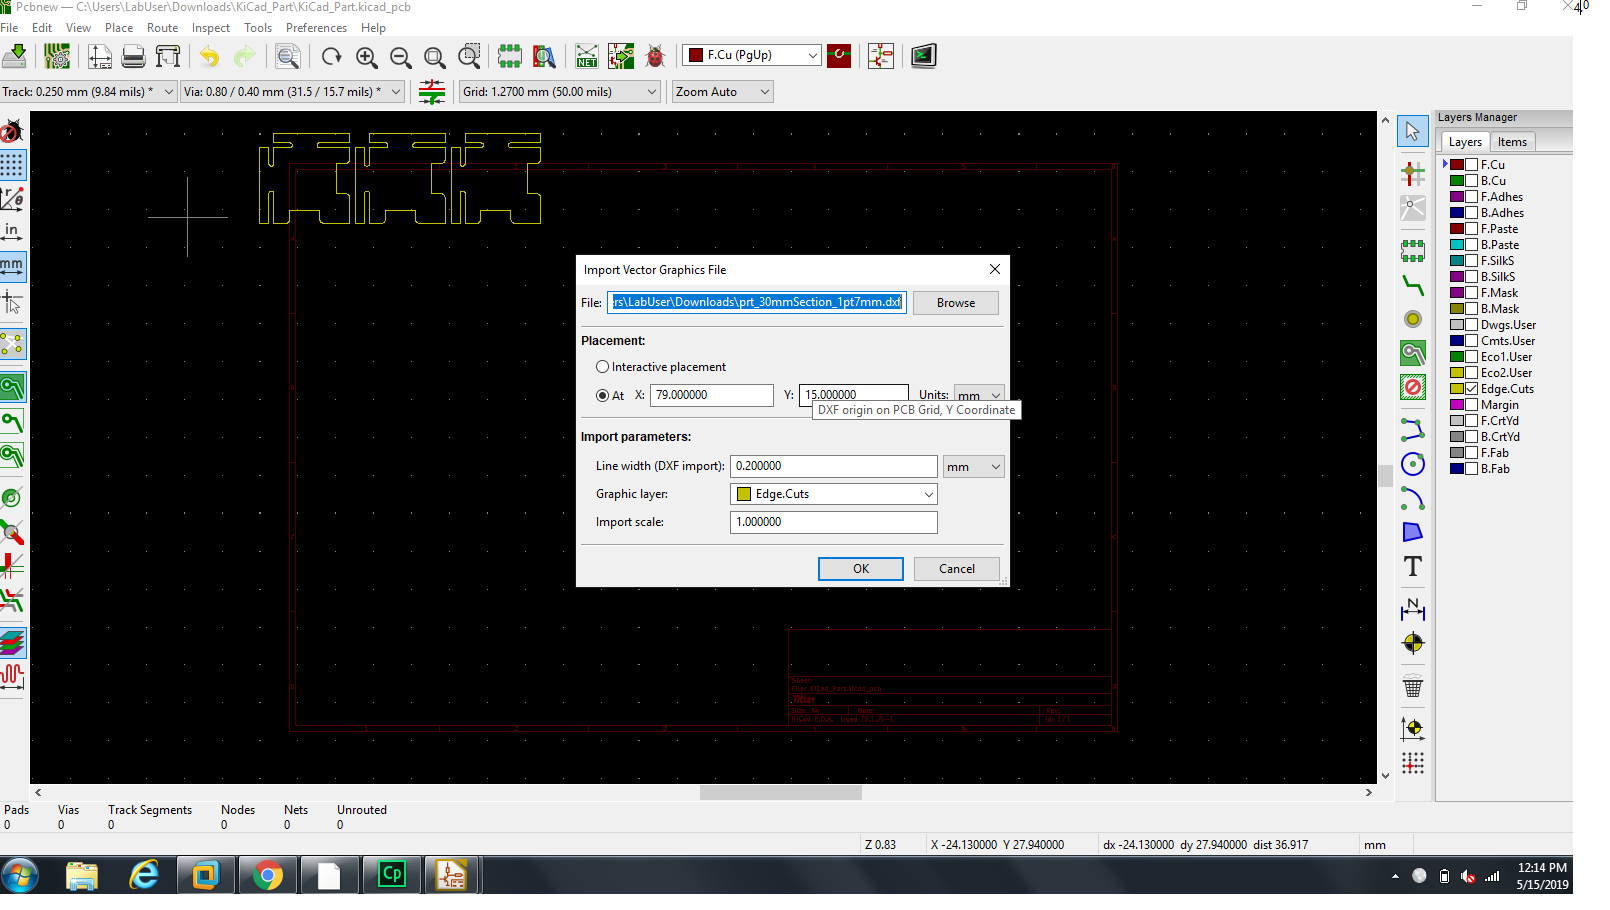 Pcbnew — C:\Users\LabUser\Downloads\KiCad_Part\KiCad_Part.kicad_pcb
File Edit View Place Route Inspect Tools Preferences Help
NET
F.Cu (PgUp)
Track: 0.250 mm (9.84 mils) *
Via: 0.80 / 0.40 mm (31.5 / 15.7 mils) *
Grid: 1.2700 mm (50.00 mils)
Zoom Auto
in
mm
Import Vector Graphics File
File: ers\LabUser\Downloads\prt_30mmSection_1pt7mm.dxf
Browse
Placement:
Interactive placement
At X: 79.000000 Y: 15.000000 Units: mm
DXF origin on PCB Grid, Y Coordinate
Import parameters:
Line width (DXF import): 0.200000 mm
Graphic layer: Edge.Cuts
Import scale: 1.000000
OK Cancel
Layers Manager
Layers Items
F.Cu
B.Cu
F.Adhes
B.Adhes
F.Paste
B.Paste
F.SilkS
B.SilkS
F.Mask
B.Mask
Dwgs.User
Cmts.User
Eco1.User
Eco2.User
Edge.Cuts
Margin
F.CrtYd
B.CrtYd
F.Fab
B.Fab
T
N
File: KiCad_Part.kicad_pcb
Pads Vias Track Segments Nodes Nets Unrouted
0 0 0 0 0 0
Z 0.83 X -24.130000 Y 27.940000 dx -24.130000 dy 27.940000 dist 36.917 mm
Cp
12:14 PM
5/15/2019